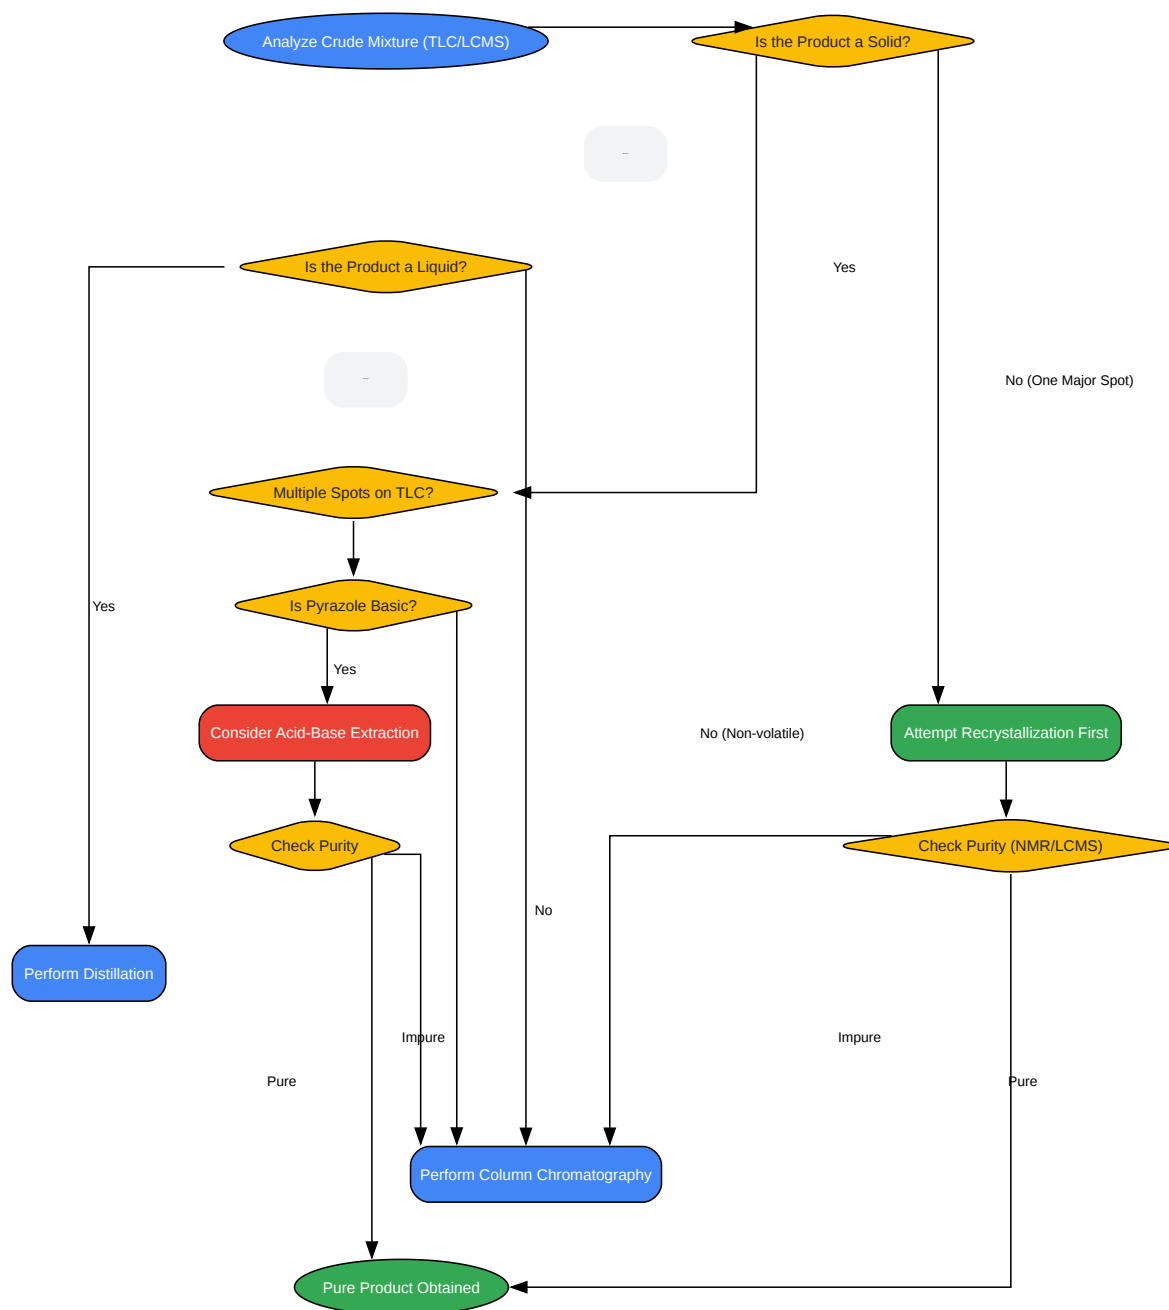 Analyze Crude Mixture (TLC/LCMS)
Is the Product a Solid?
Is the Product a Liquid?
Yes
No (One Major Spot)
Multiple Spots on TLC?
Yes
Is Pyrazole Basic?
Yes
Consider Acid-Base Extraction
No (Non-volatile)
Attempt Recrystallization First
Check Purity
Check Purity (NMR/LCMS)
No
Perform Distillation
Impure
Impure
Pure
Pure
Perform Column Chromatography
Pure Product Obtained